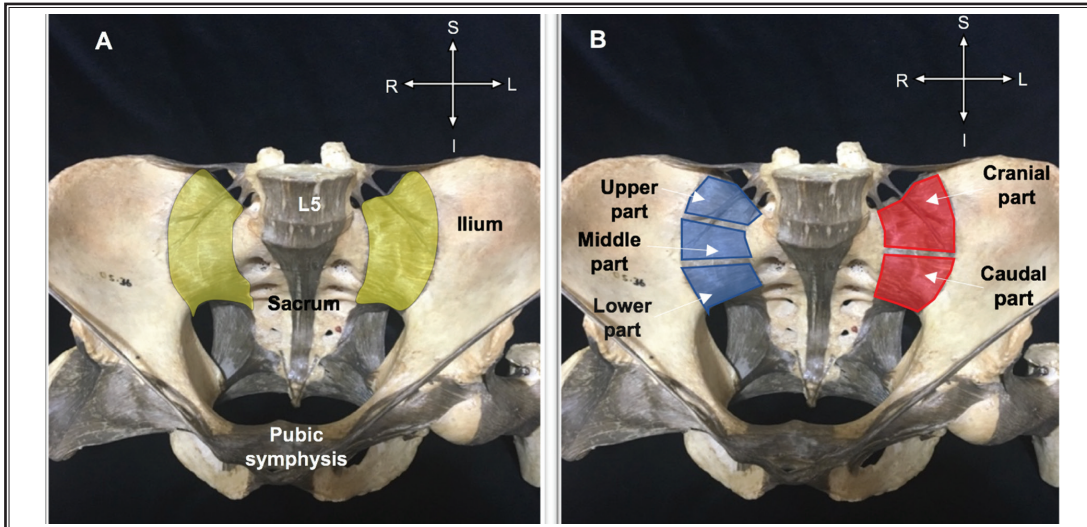 A
S
R
L
I
L5
Ilium
Sacrum
Pubic
symphysis
B
S
R
L
I
Upper
part
Middle
part
Lower
part
Cranial
part
Caudal
part